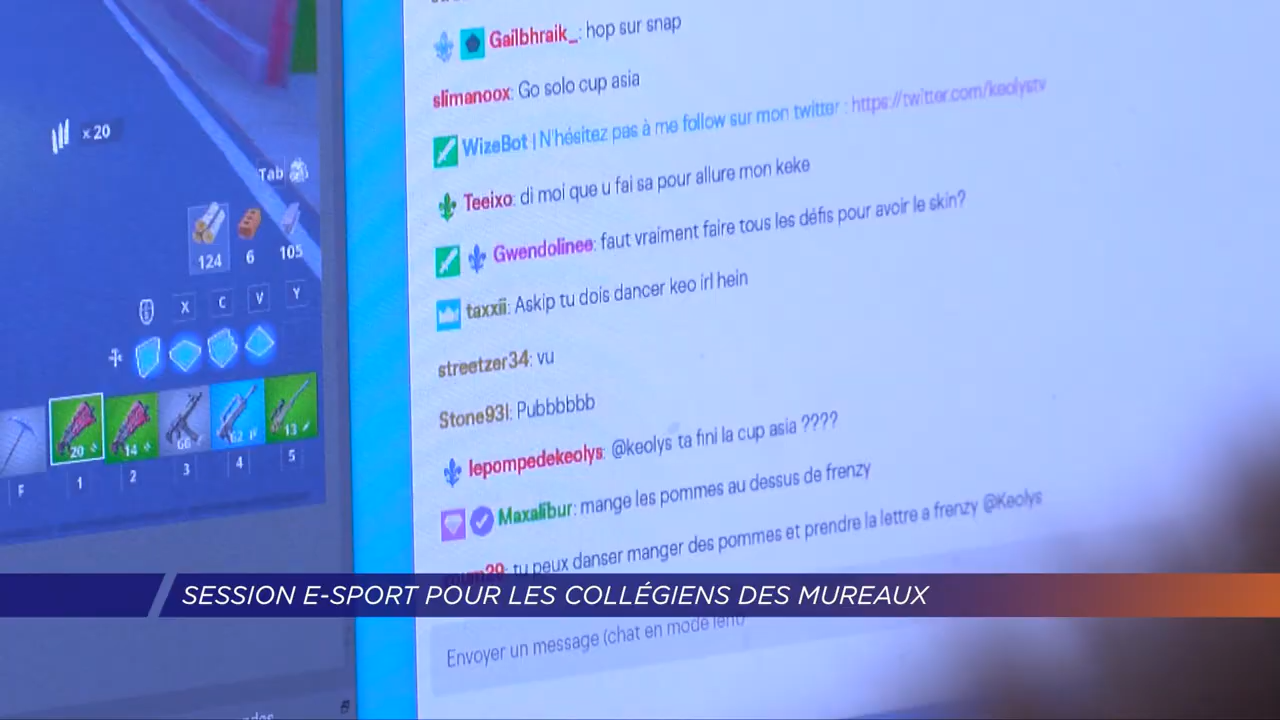 Gailbhraik_: hop sur snap
slimanoox: Go solo cup asia
WizeBot | N'hésitez pas à me follow sur mon twitter : https://twitter.com/keolystv
Teeixo: di moi que u fai sa pour allure mon keke
Gwendolinee: faut vraiment faire tous les défis pour avoir le skin?
taxxii: Askip tu dois dancer keo irl hein
streetzer34: vu
Stone93l: Pubbbbbb
lepompedekeolys: @keolys ta fini la cup asia ????
Maxalibur: mange les pommes au dessus de frenzy
tu peux danser manger des pommes et prendre la lettre a frenzy @Keolys
Envoyer un message (chat en mode lent)
x 20
Tab
124 6 105
X C V Y
20 14 66 62 13
F 1 2 3 4 5
SESSION E-SPORT POUR LES COLLÉGIENS DES MUREAUX